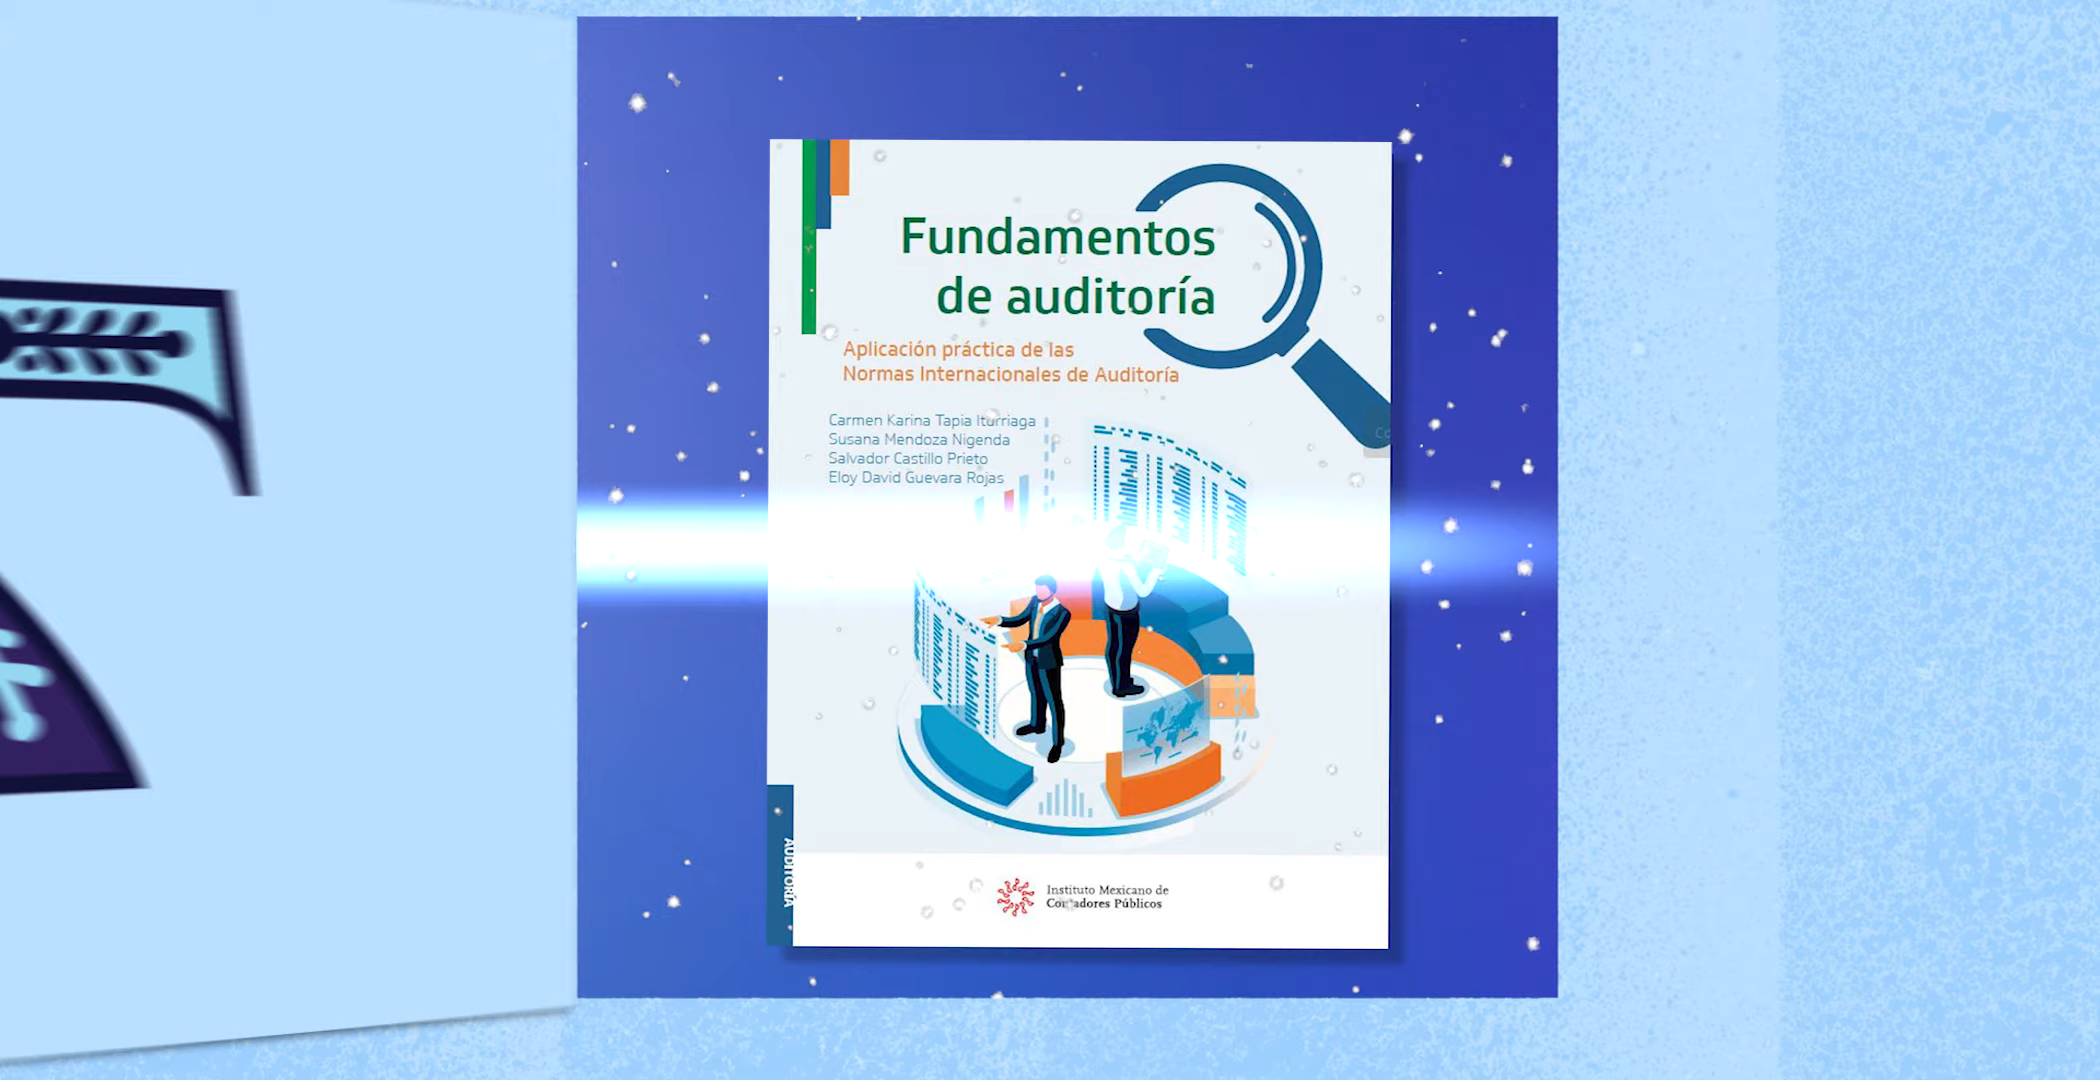 Fundamentos
de auditoría
Aplicación práctica de las
Normas Internacionales de Auditoría
Carmen Karina Tapia Iturriaga
Susana Mendoza Nigenda
Salvador Castillo Prieto
Eloy David Guevara Rojas
AUDITORÍA
Instituto Mexicano de
Contadores Públicos